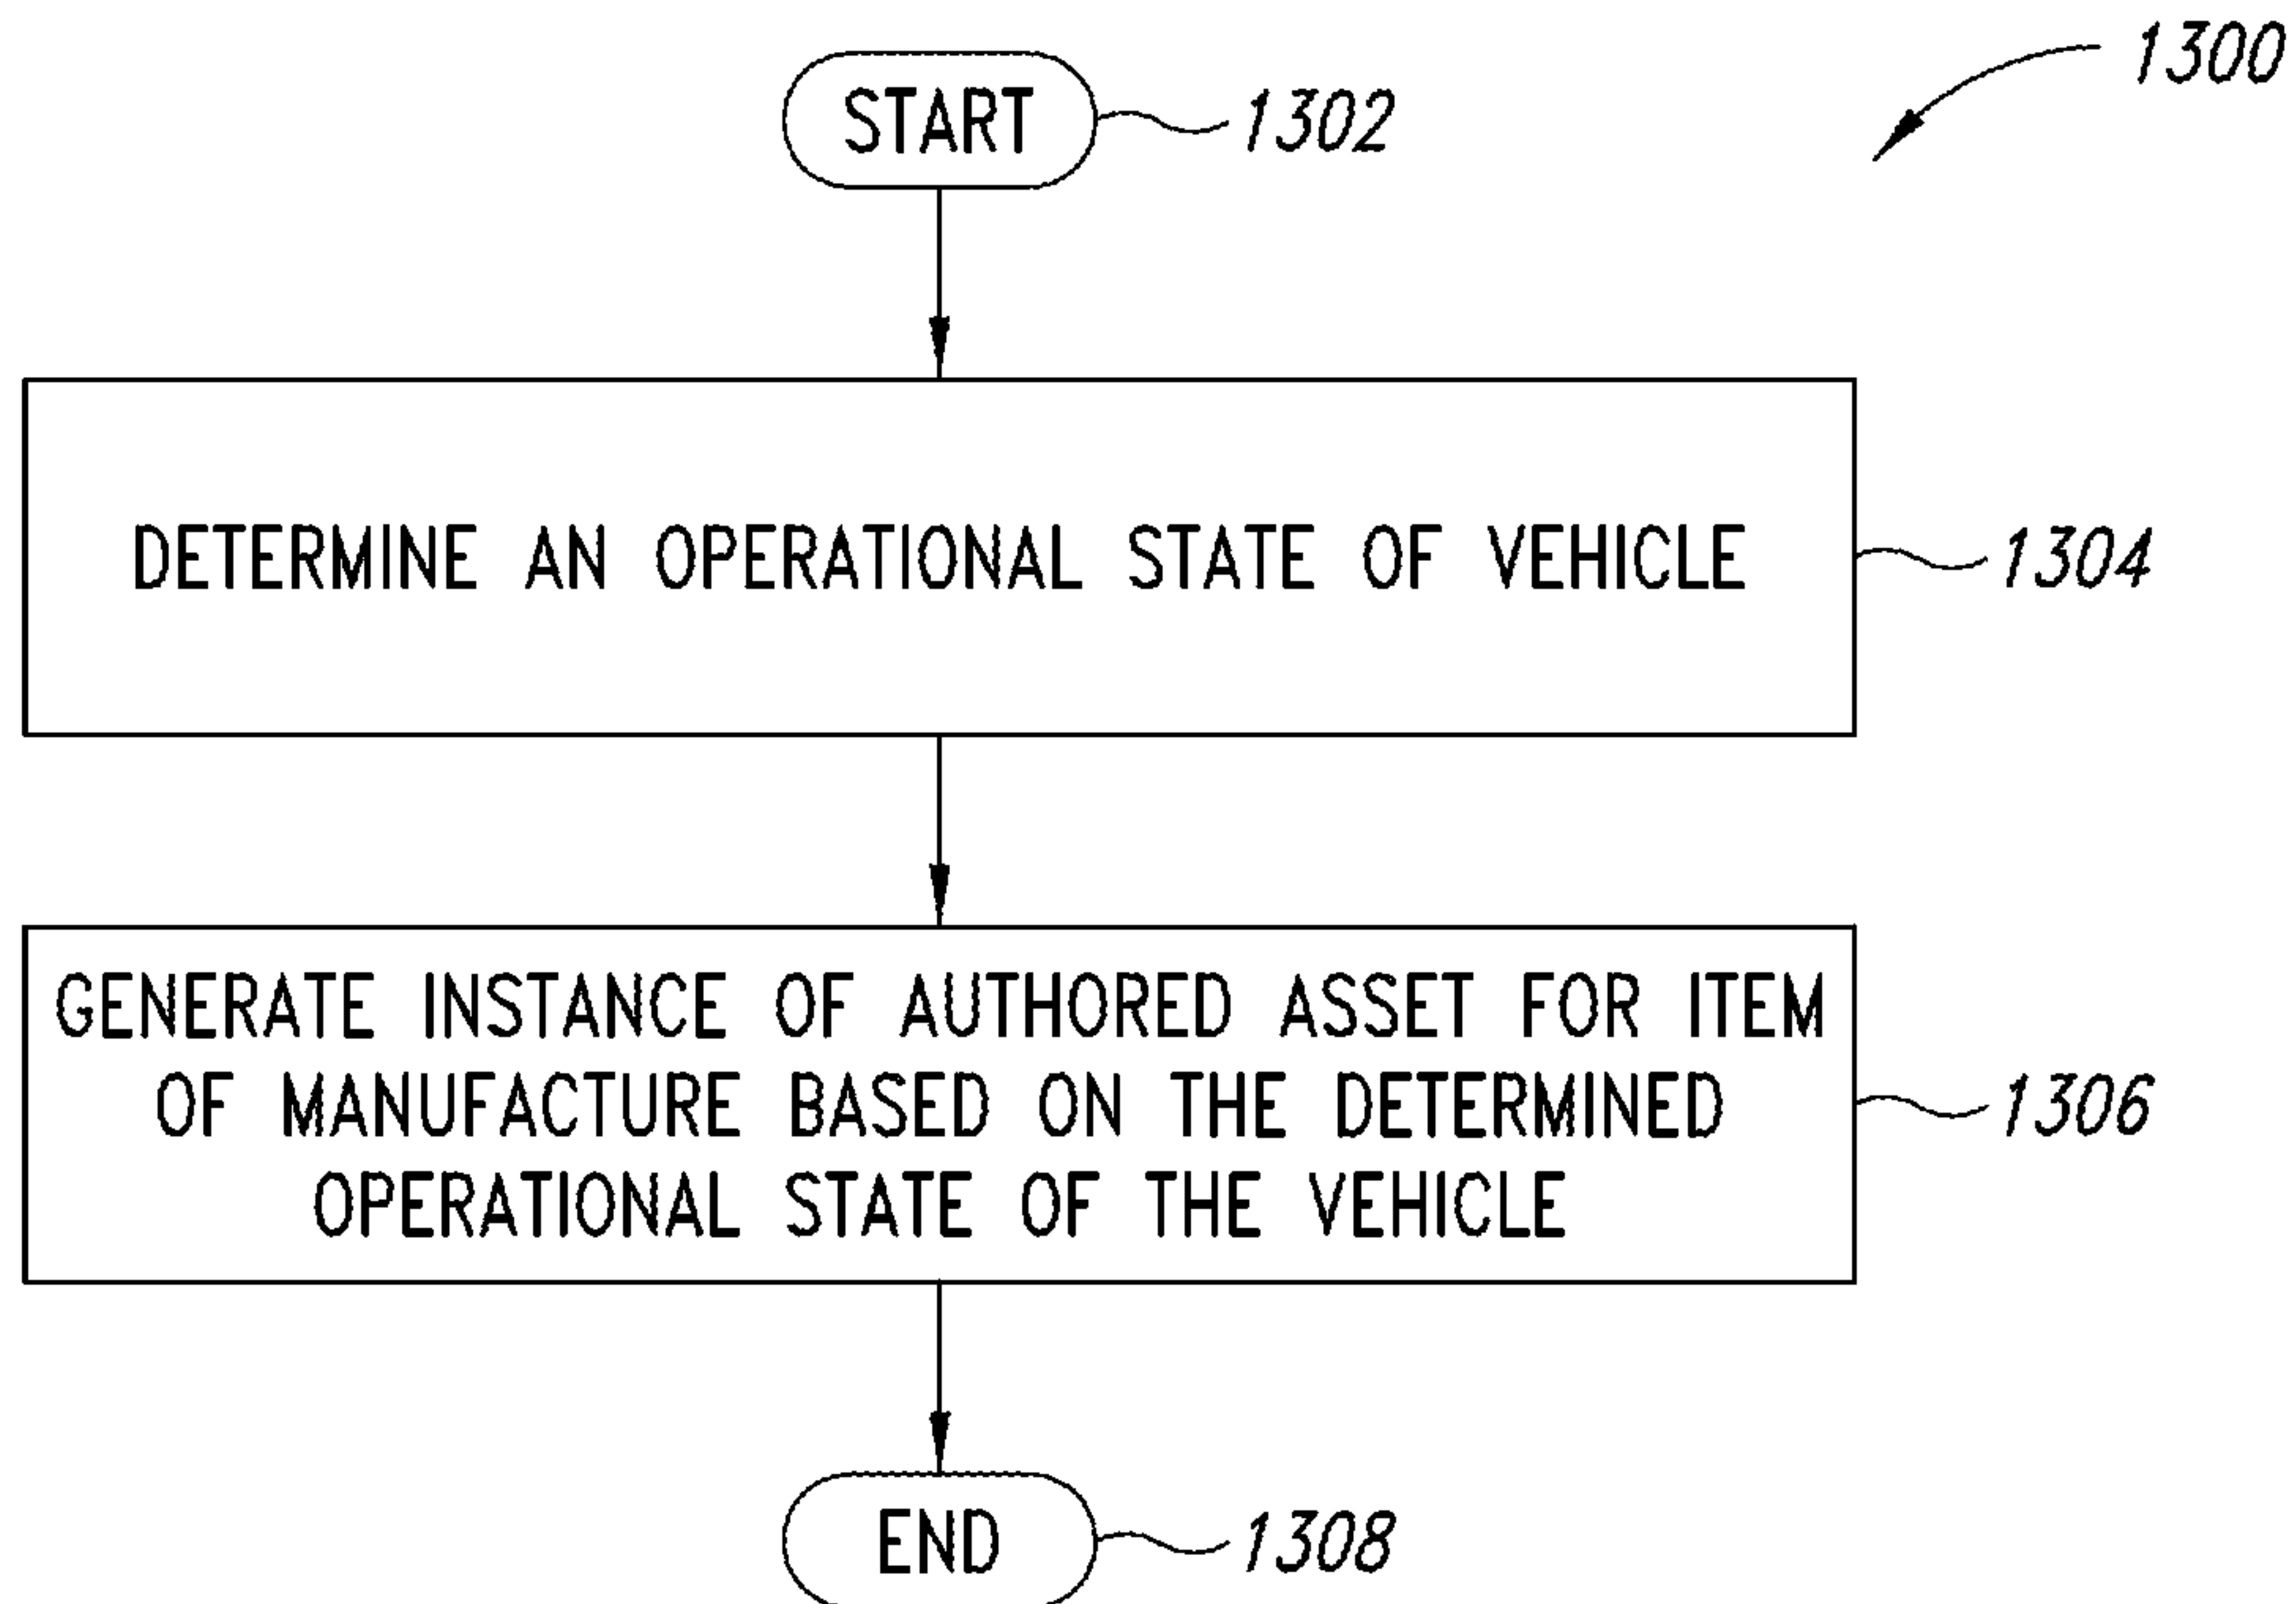 1300
START 1302
DETERMINE AN OPERATIONAL STATE OF VEHICLE 1304
GENERATE INSTANCE OF AUTHORED ASSET FOR ITEM
OF MANUFACTURE BASED ON THE DETERMINED 1306
OPERATIONAL STATE OF THE VEHICLE
END 1308